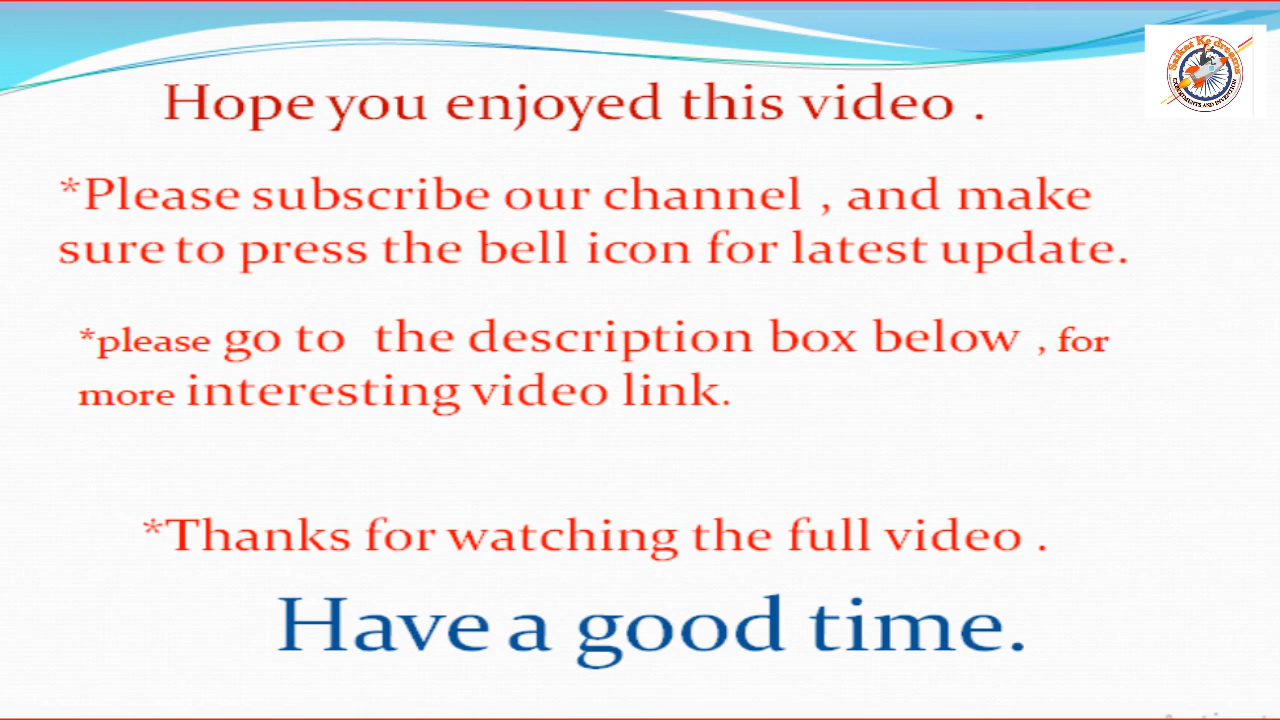 Hope you enjoyed this video .
*Please subscribe our channel , and make
sure to press the bell icon for latest update.
*please go to the description box below , for
more interesting video link.
*Thanks for watching the full video .
Have a good time.